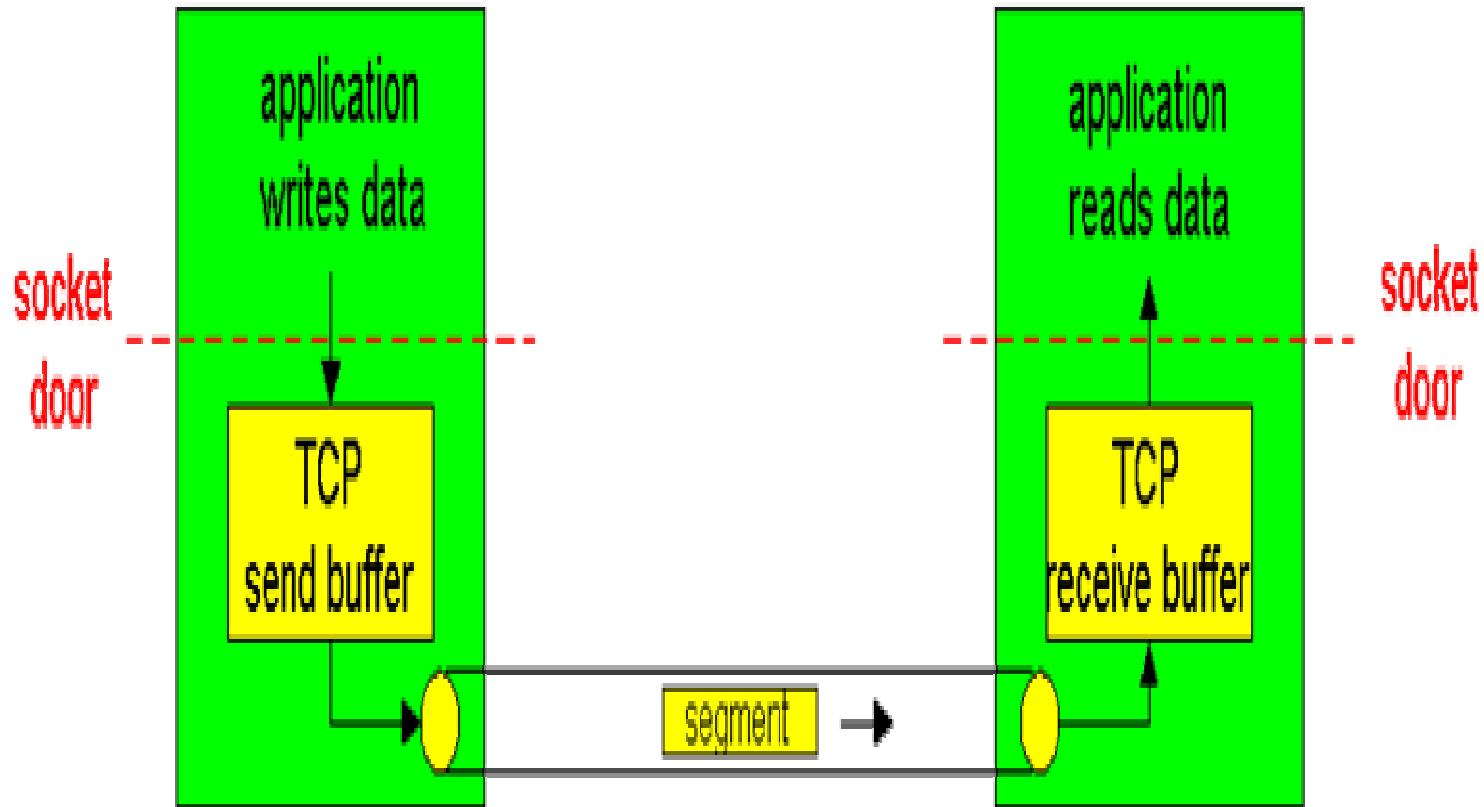 application
writes data
socket
door
TCP
send buffer
segment
application
reads data
socket
door
TCP
receive buffer